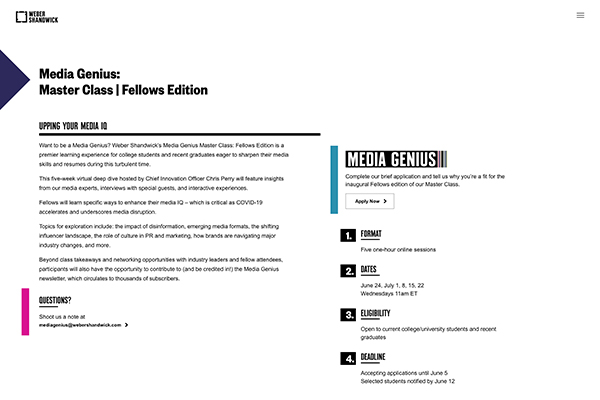 WEBER
SHANDWICK
Media Genius:
Master Class | Fellows Edition
UPPING YOUR MEDIA IQ
Want to be a Media Genius? Weber Shandwick's Media Genius Master Class: Fellows Edition is a
premier learning experience for college students and recent graduates eager to sharpen their media
skills and resumes during this turbulent time.
This five-week virtual deep dive hosted by Chief Innovation Officer Chris Perry will feature insights
from our media experts, interviews with special guests, and interactive experiences.
Fellows will learn specific ways to enhance their media IQ – which is critical as COVID-19
accelerates and underscores media disruption.
Topics for exploration include: the impact of disinformation, emerging media formats, the shifting
influencer landscape, the role of culture in PR and marketing, how brands are navigating major
industry changes, and more.
Beyond class takeaways and networking opportunities with industry leaders and fellow attendees,
participants will also have the opportunity to contribute to (and be credited in!) the Media Genius
newsletter, which circulates to thousands of subscribers.
QUESTIONS?
Shoot us a note at
mediagenius@webershandwick.com
MEDIA GENIUS
Complete our brief application and tell us why you're a fit for the
inaugural Fellows edition of our Master Class.
Apply Now
1. FORMAT
Five one-hour online sessions
2. DATES
June 24, July 1, 8, 15, 22
Wednesdays 11am ET
3. ELIGIBILITY
Open to current college/university students and recent
graduates
4. DEADLINE
Accepting applications until June 5
Selected students notified by June 12